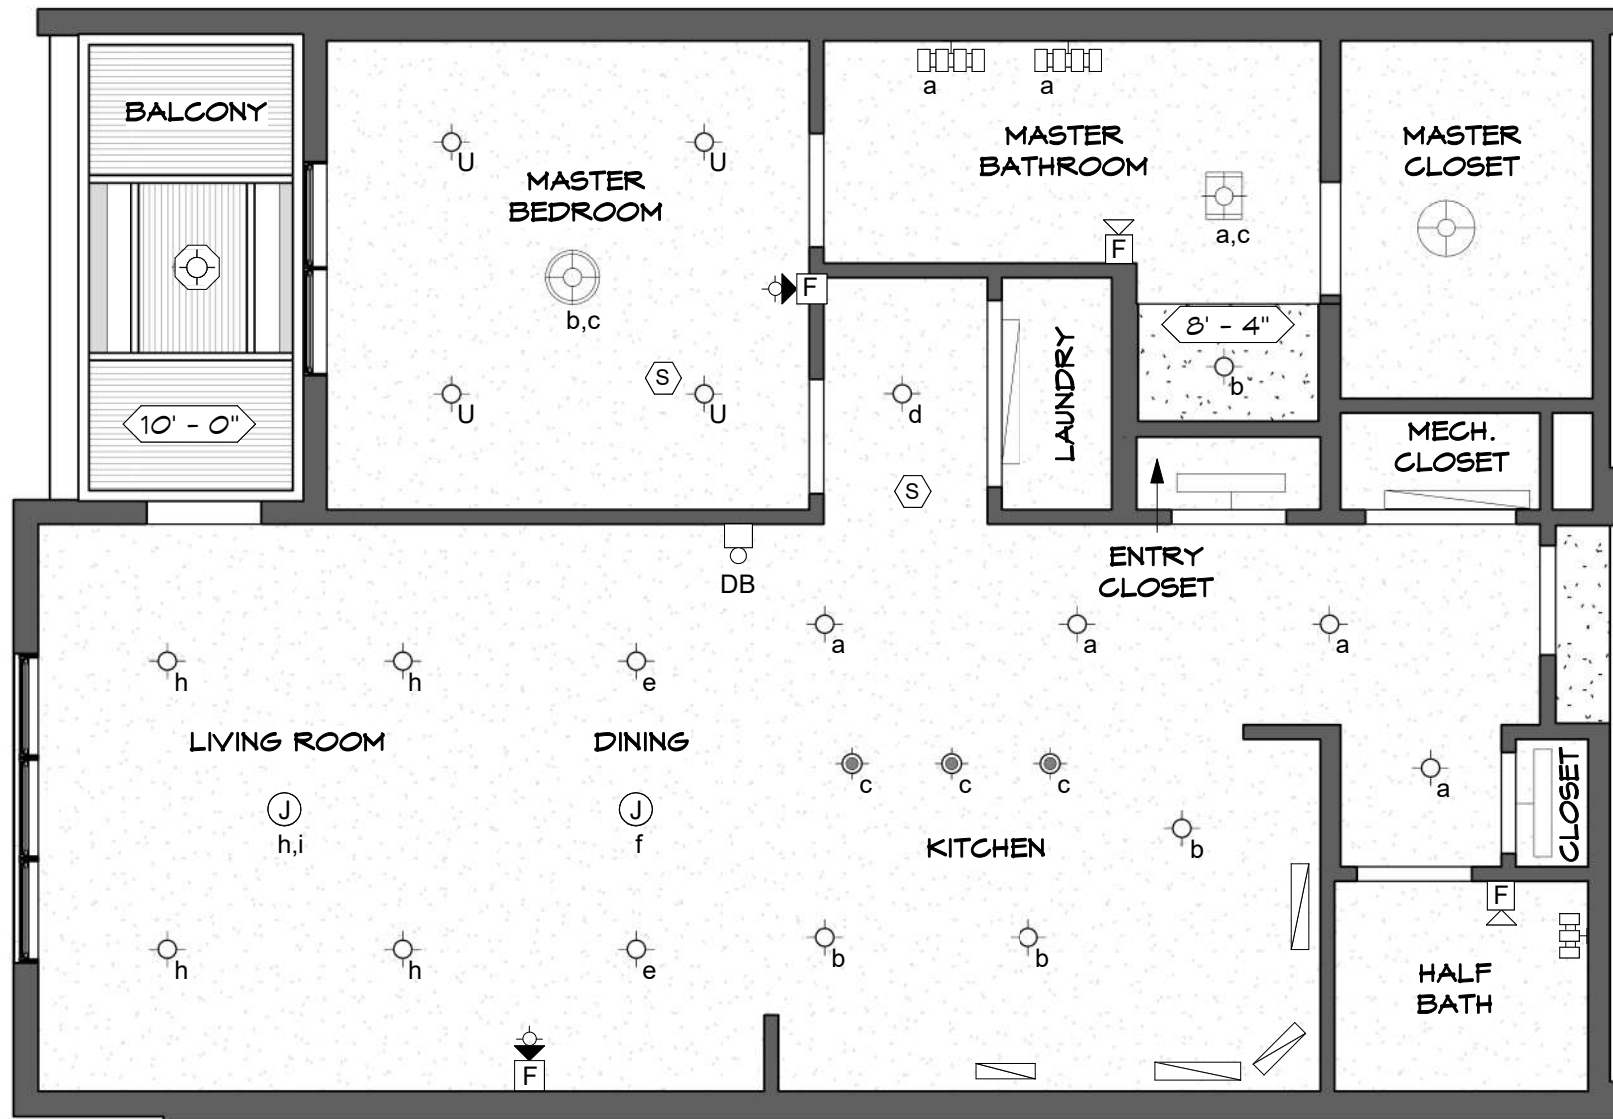 BALCONY
10' - 0"
MASTER
BEDROOM
U
U
b,c
S
U
U
F
a
a
MASTER
BATHROOM
a,c
F
8' - 4"
b
MASTER
CLOSET
MECH.
CLOSET
LAUNDRY
d
S
ENTRY
CLOSET
DB
a
a
a
a
h
h
e
LIVING ROOM
DINING
J
h,i
J
f
h
h
e
F
c
c
c
KITCHEN
b
b
b
CLOSET
F
HALF
BATH